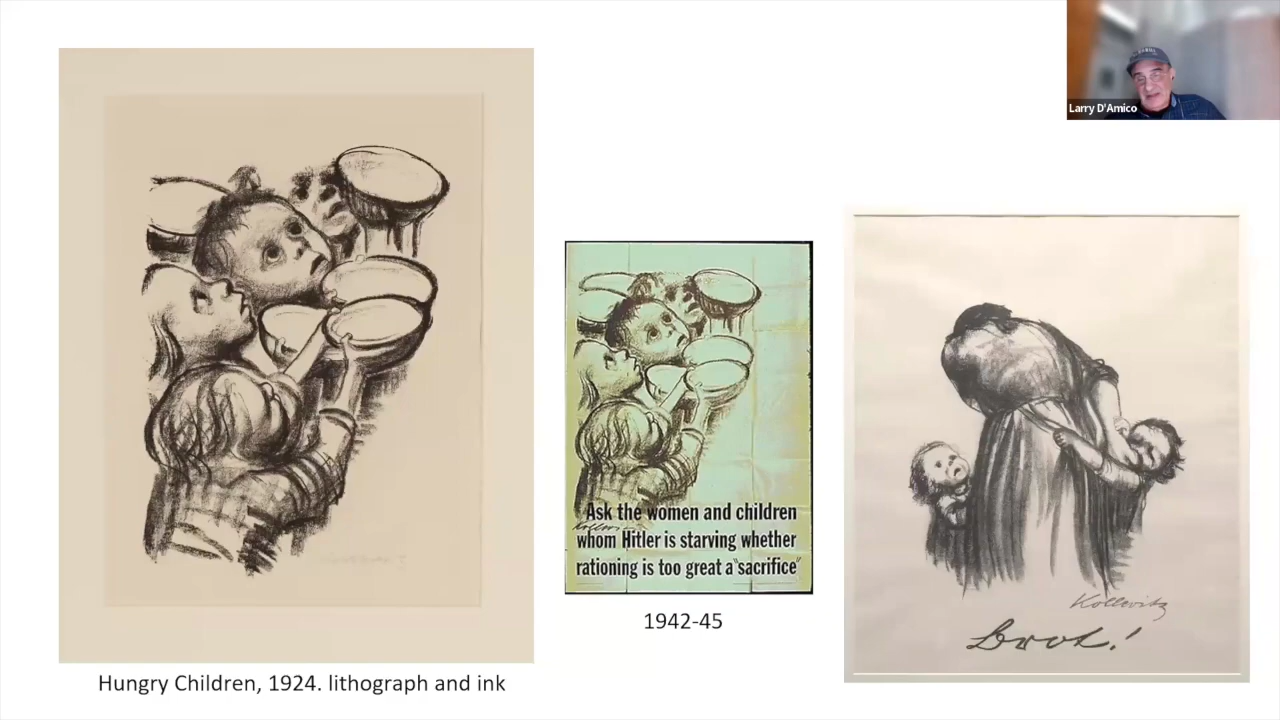 Larry D'Amico
Ask the women and children
whom Hitler is starving whether
rationing is too great a "sacrifice"
1942-45
Kollwitz
Brot!
Hungry Children, 1924. lithograph and ink